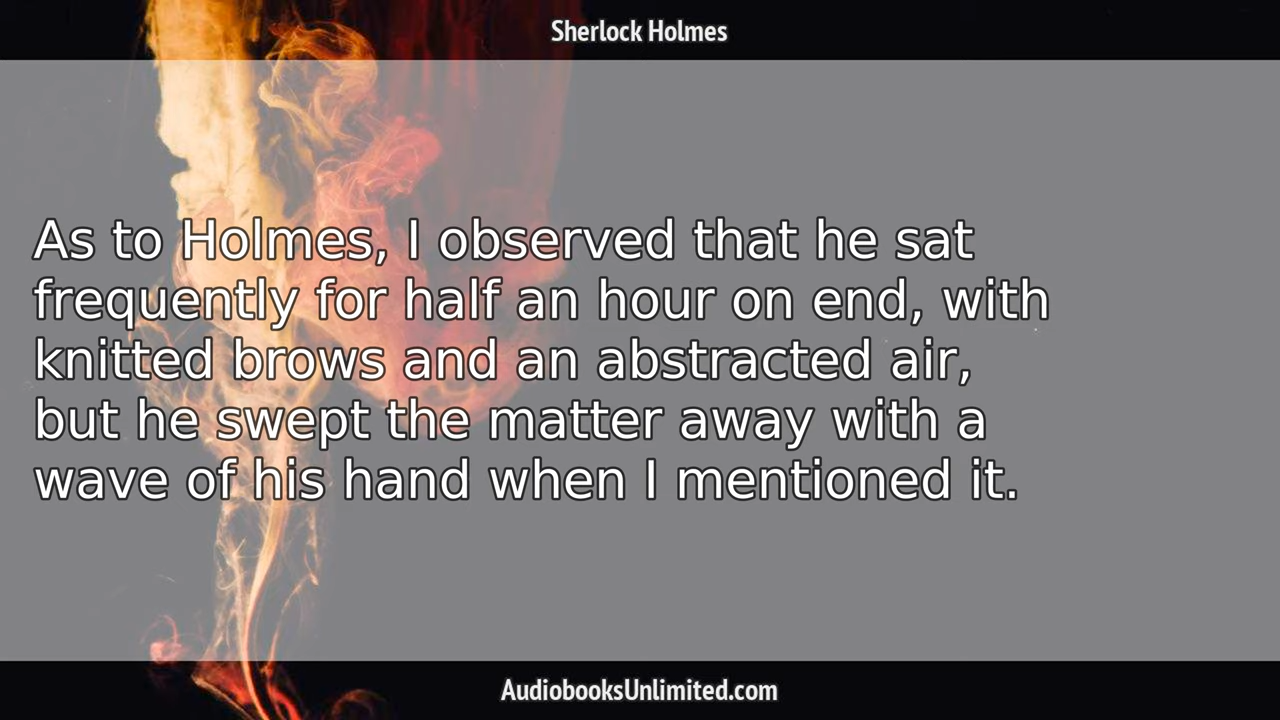 Sherlock Holmes
As to Holmes, I observed that he sat
frequently for half an hour on end, with
knitted brows and an abstracted air,
but he swept the matter away with a
wave of his hand when I mentioned it.
AudiobooksUnlimited.com